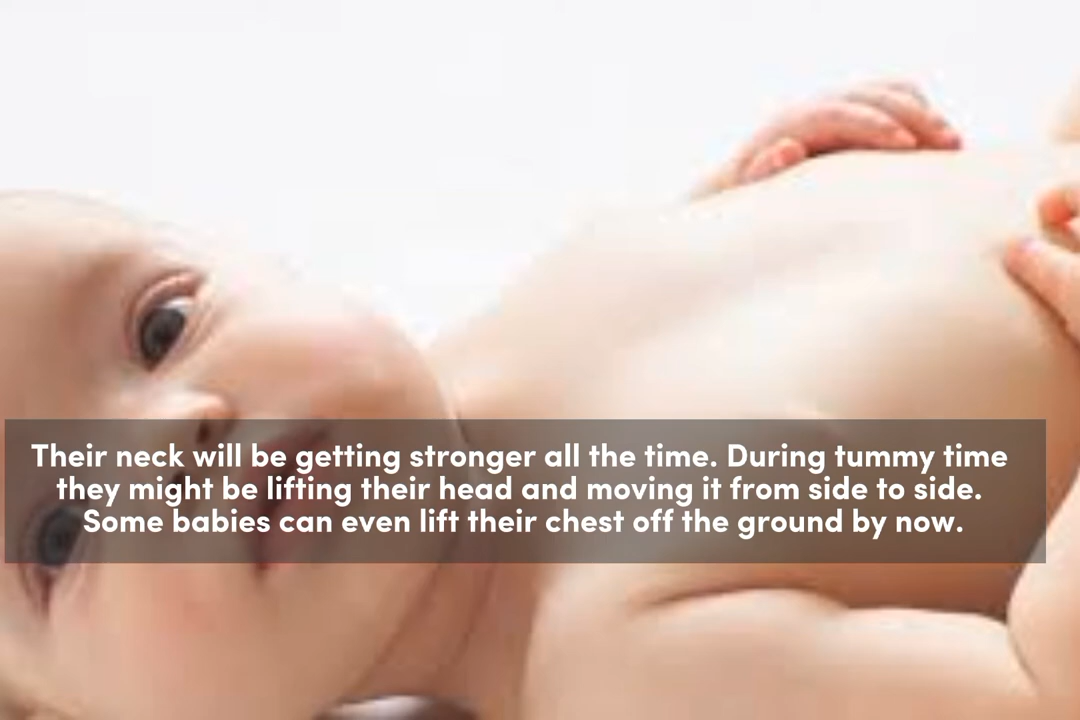 Their neck will be getting stronger all the time. During tummy time
they might be lifting their head and moving it from side to side.
Some babies can even lift their chest off the ground by now.